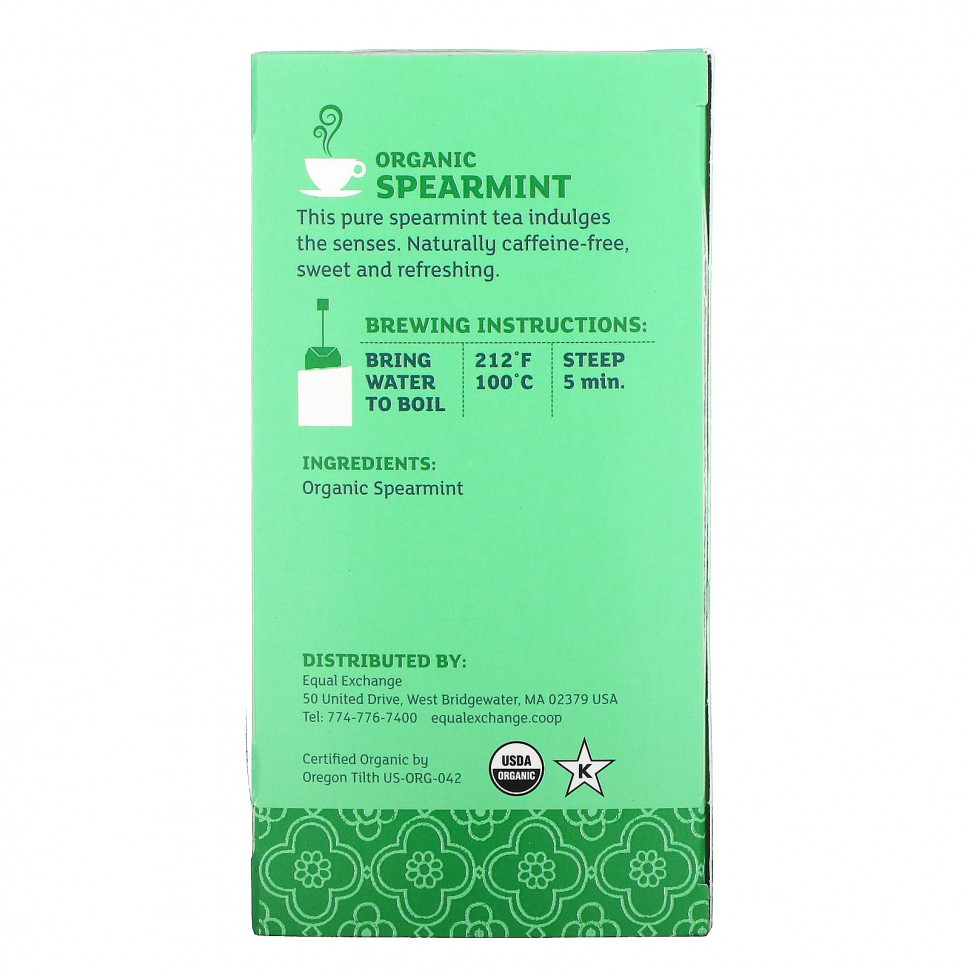 ORGANIC
SPEARMINT
This pure spearmint tea indulges
the senses. Naturally caffeine-free,
sweet and refreshing.
BREWING INSTRUCTIONS:
BRING 212°F STEEP
WATER 100°C 5 min.
TO BOIL
INGREDIENTS:
Organic Spearmint
DISTRIBUTED BY:
Equal Exchange
50 United Drive, West Bridgewater, MA 02379 USA
Tel: 774-776-7400 equalexchange.coop
Certified Organic by
Oregon Tilth US-ORG-042
USDA
ORGANIC
K